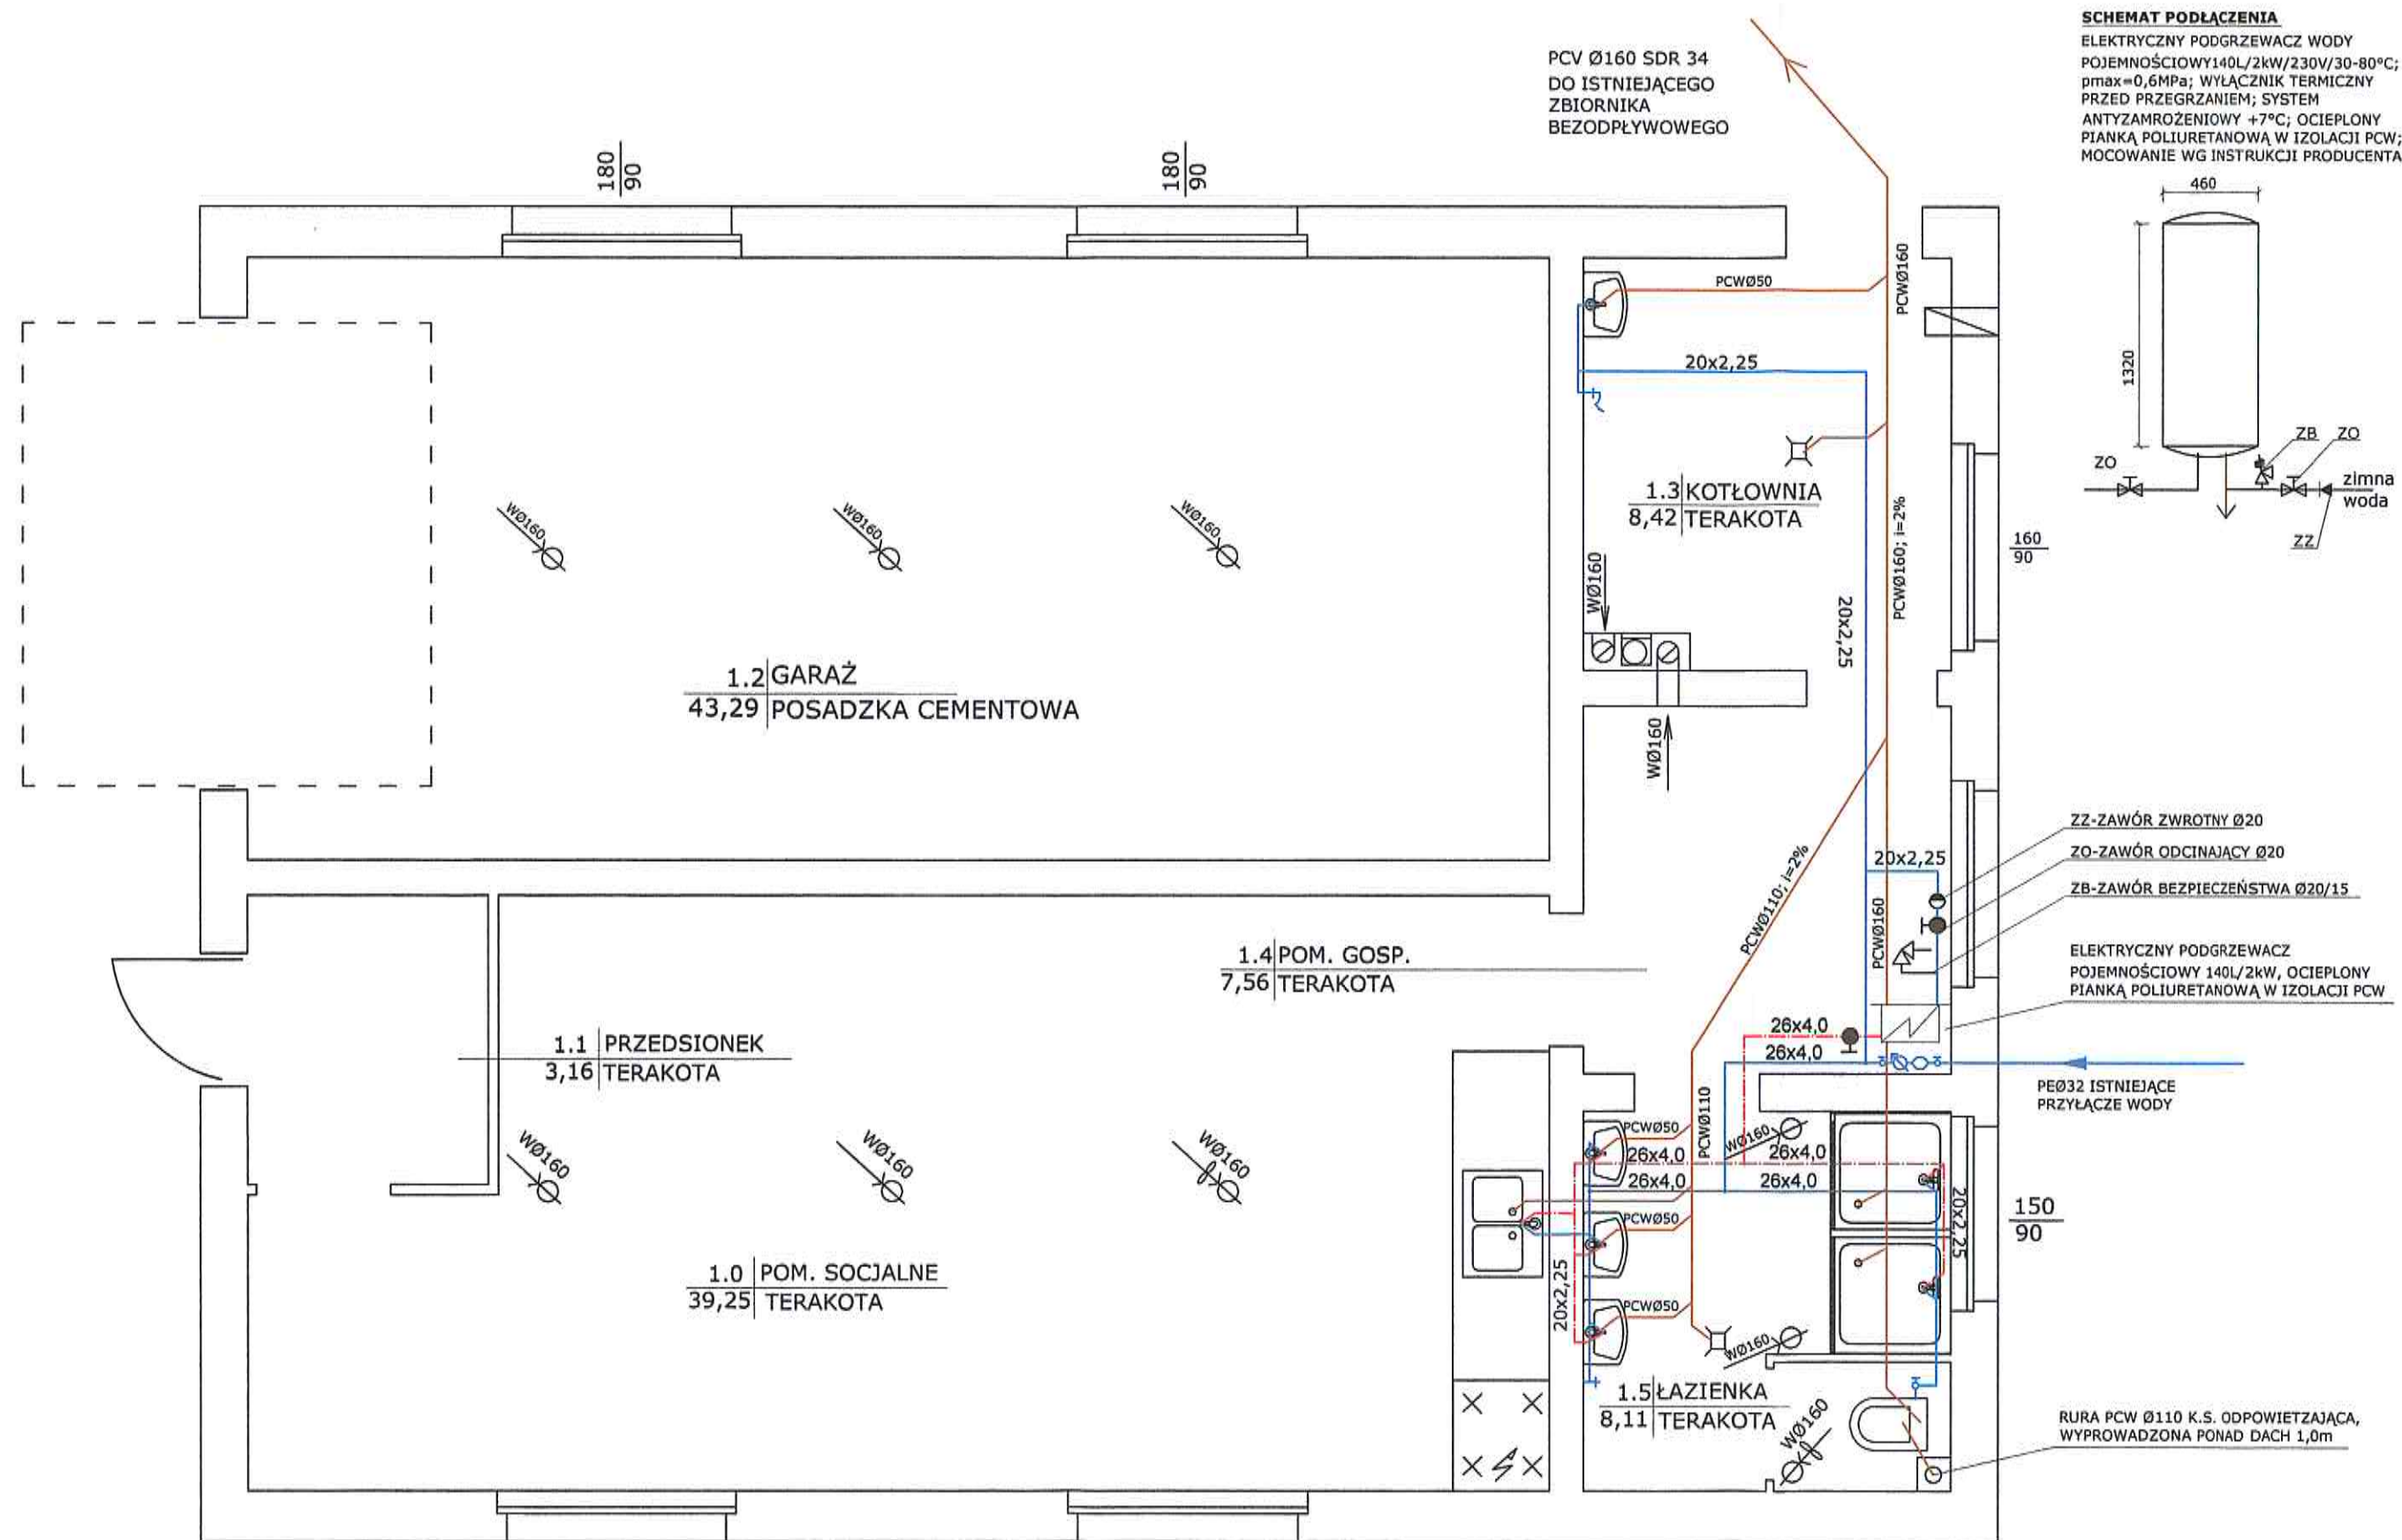 SCHEMAT PODŁĄCZENIA
ELEKTRYCZNY PODGRZEWACZ WODY
POJEMNOŚCIOWY140L/2kW/230V/30-80°C;
pmax=0,6MPa; WYŁĄCZNIK TERMICZNY
PRZED PRZEGRZANIEM; SYSTEM
ANTYZAMROŻENIOWY +7°C; OCIEPLONY
PIANKĄ POLIURETANOWĄ W IZOLACJI PCW;
MOCOWANIE WG INSTRUKCJI PRODUCENTA
460
1320
ZO
ZB
ZO
zimna
woda
ZZ
PCV Ø160 SDR 34
DO ISTNIEJĄCEGO
ZBIORNIKA
BEZODPŁYWOWEGO
180
90
180
90
PCWØ50
PCWØ160
20x2,25
1.3 KOTŁOWNIA
8,42 TERAKOTA
PCWØ160; i=2%
160
90
WØ160
WØ160
WØ160
WØ160
20x2,25
1.2 GARAŻ
43,29 POSADZKA CEMENTOWA
WØ160
ZZ-ZAWÓR ZWROTNY Ø20
ZO-ZAWÓR ODCINAJĄCY Ø20
ZB-ZAWÓR BEZPIECZEŃSTWA Ø20/15
20x2,25
PCWØ110; i=2%
PCWØ160
1.4 POM. GOSP.
7,56 TERAKOTA
ELEKTRYCZNY PODGRZEWACZ
POJEMNOŚCIOWY 140L/2kW, OCIEPLONY
PIANKĄ POLIURETANOWĄ W IZOLACJI PCW
1.1 PRZEDSIONEK
3,16 TERAKOTA
26x4,0
26x4,0
PEØ32 ISTNIEJĄCE
PRZYŁĄCZE WODY
PCWØ110
PCWØ50
WØ160
26x4,0
26x4,0
26x4,0
26x4,0
WØ160
WØ160
WØ160
PCWØ50
20x2,25
150
90
1.0 POM. SOCJALNE
39,25 TERAKOTA
20x2,25
PCWØ50
WØ160
1.5 ŁAZIENKA
8,11 TERAKOTA
WØ160
RURA PCW Ø110 K.S. ODPOWIETZAJĄCA,
WYPROWADZONA PONAD DACH 1,0m